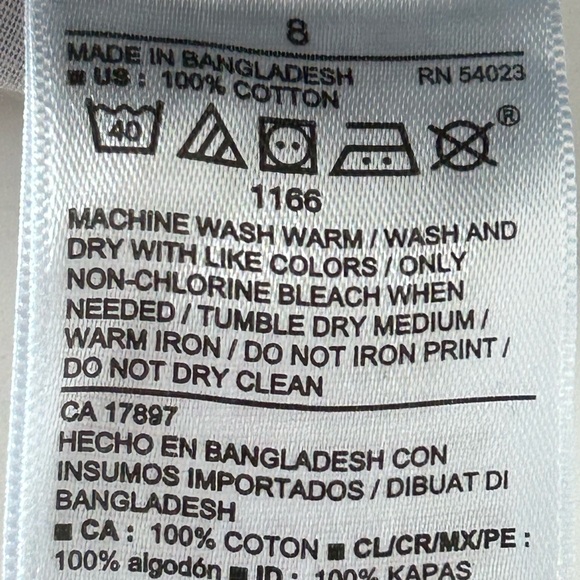 8
MADE IN BANGLADESH RN 54023
■ US : 100% COTTON
40 ®
1166
MACHINE WASH WARM / WASH AND
DRY WITH LIKE COLORS / ONLY
NON-CHLORINE BLEACH WHEN
NEEDED / TUMBLE DRY MEDIUM /
WARM IRON / DO NOT IRON PRINT /
DO NOT DRY CLEAN
CA 17897
HECHO EN BANGLADESH CON
INSUMOS IMPORTADOS / DIBUAT DI
BANGLADESH
■ CA : 100% COTON ■ CL/CR/MX/PE :
100% algodón ■ ID : 100% KAPAS